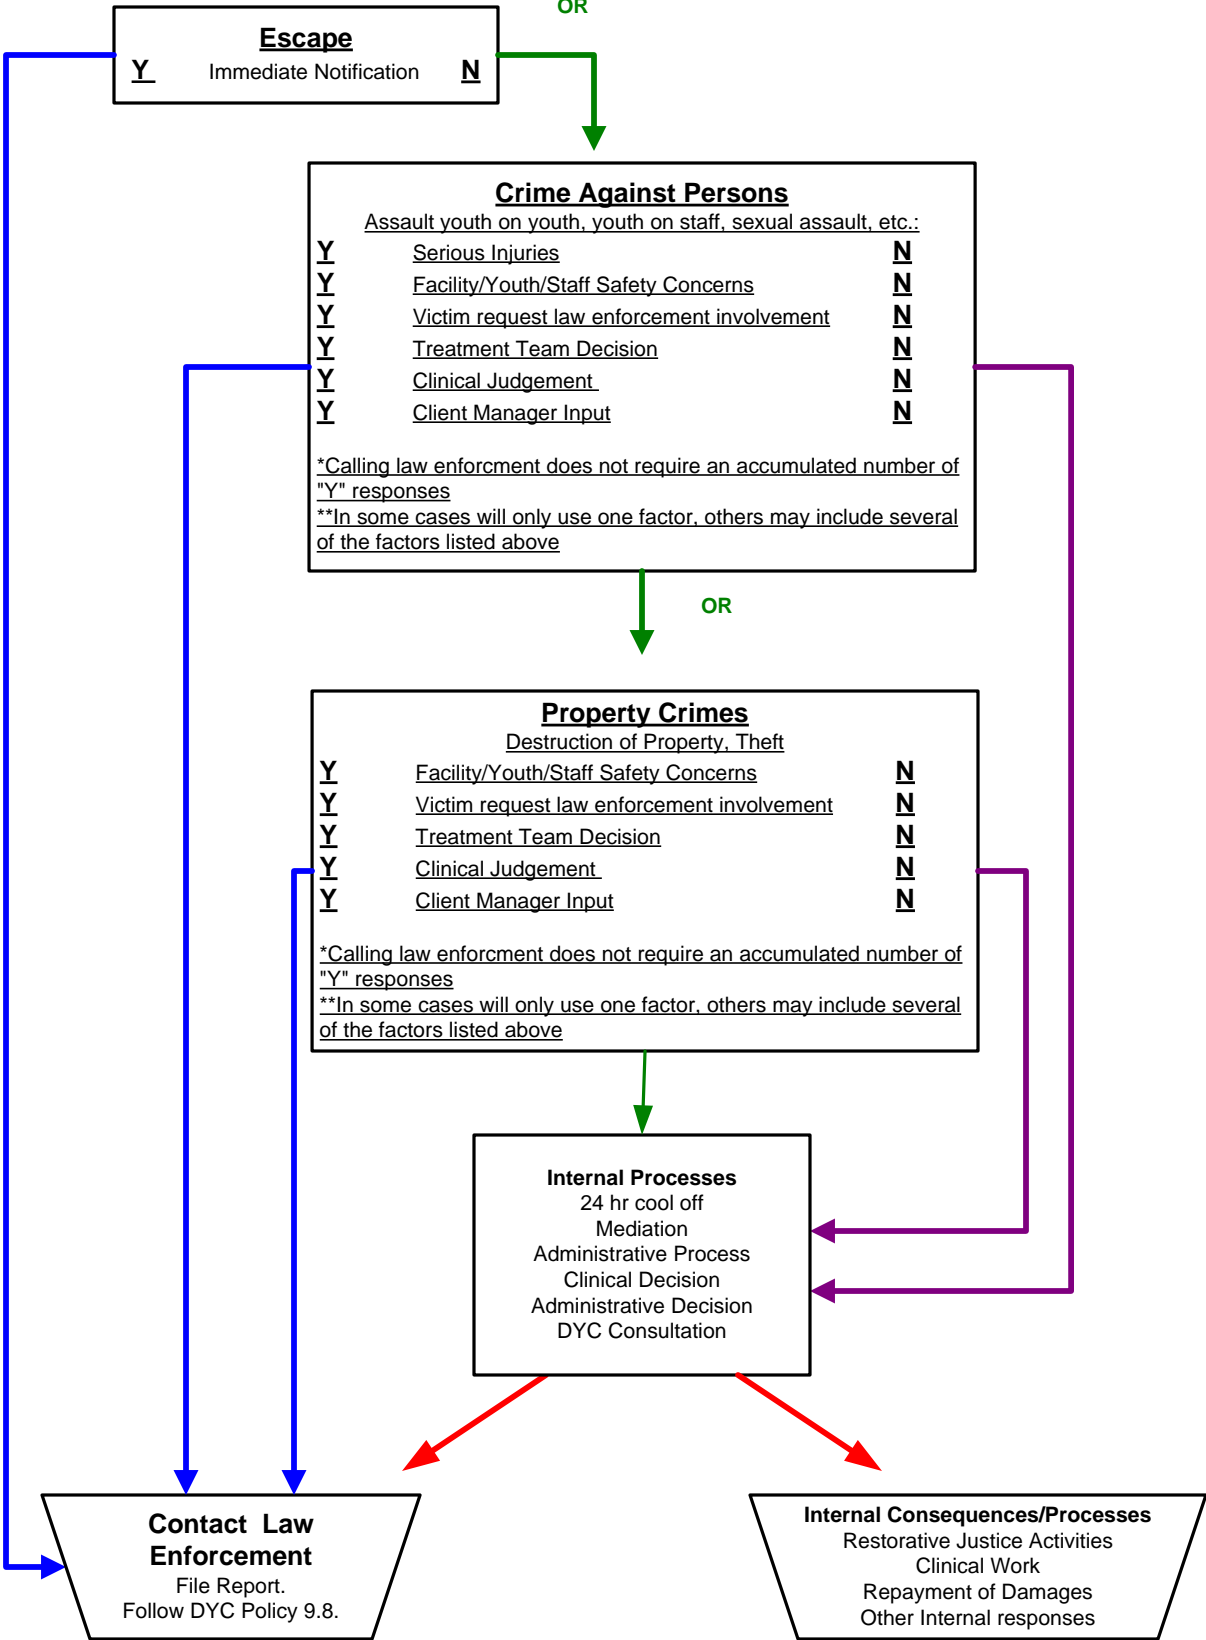 OR
Escape
Y Immediate Notification N
Crime Against Persons
Assault youth on youth, youth on staff, sexual assault, etc.:
Y Serious Injuries N
Y Facility/Youth/Staff Safety Concerns N
Y Victim request law enforcement involvement N
Y Treatment Team Decision N
Y Clinical Judgement N
Y Client Manager Input N
*Calling law enforcment does not require an accumulated number of
"Y" responses
**In some cases will only use one factor, others may include several
of the factors listed above
OR
Property Crimes
Destruction of Property, Theft
Y Facility/Youth/Staff Safety Concerns N
Y Victim request law enforcement involvement N
Y Treatment Team Decision N
Y Clinical Judgement N
Y Client Manager Input N
*Calling law enforcment does not require an accumulated number of
"Y" responses
**In some cases will only use one factor, others may include several
of the factors listed above
Internal Processes
24 hr cool off
Mediation
Administrative Process
Clinical Decision
Administrative Decision
DYC Consultation
Contact Law
Enforcement
File Report.
Follow DYC Policy 9.8.
Internal Consequences/Processes
Restorative Justice Activities
Clinical Work
Repayment of Damages
Other Internal responses